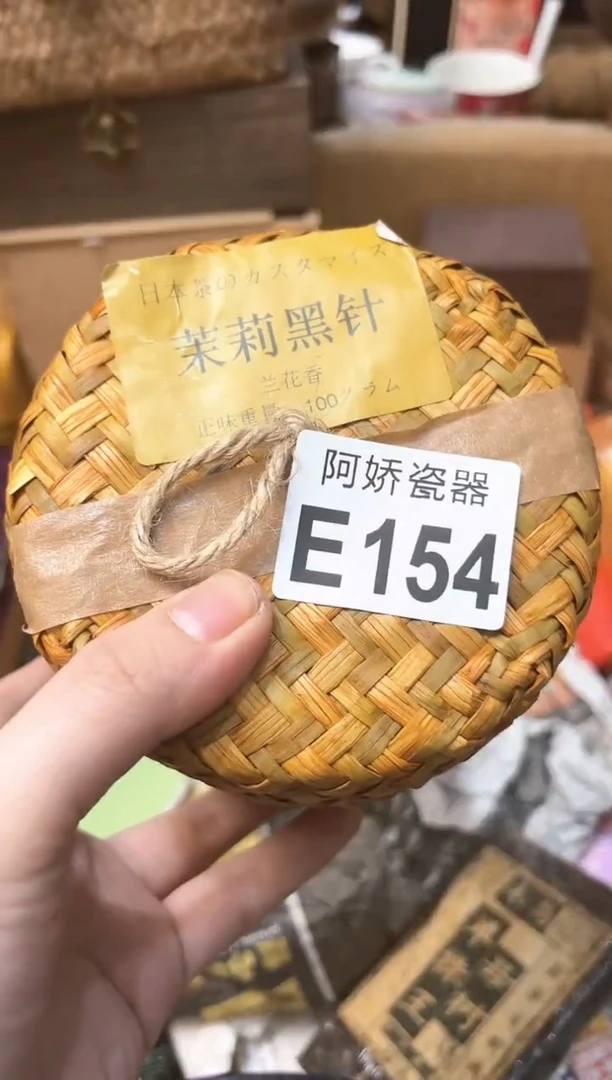 日本茶のカスタマイズ
茉莉黑针
兰花香
正味重量 100グラム
阿娇瓷器
E154